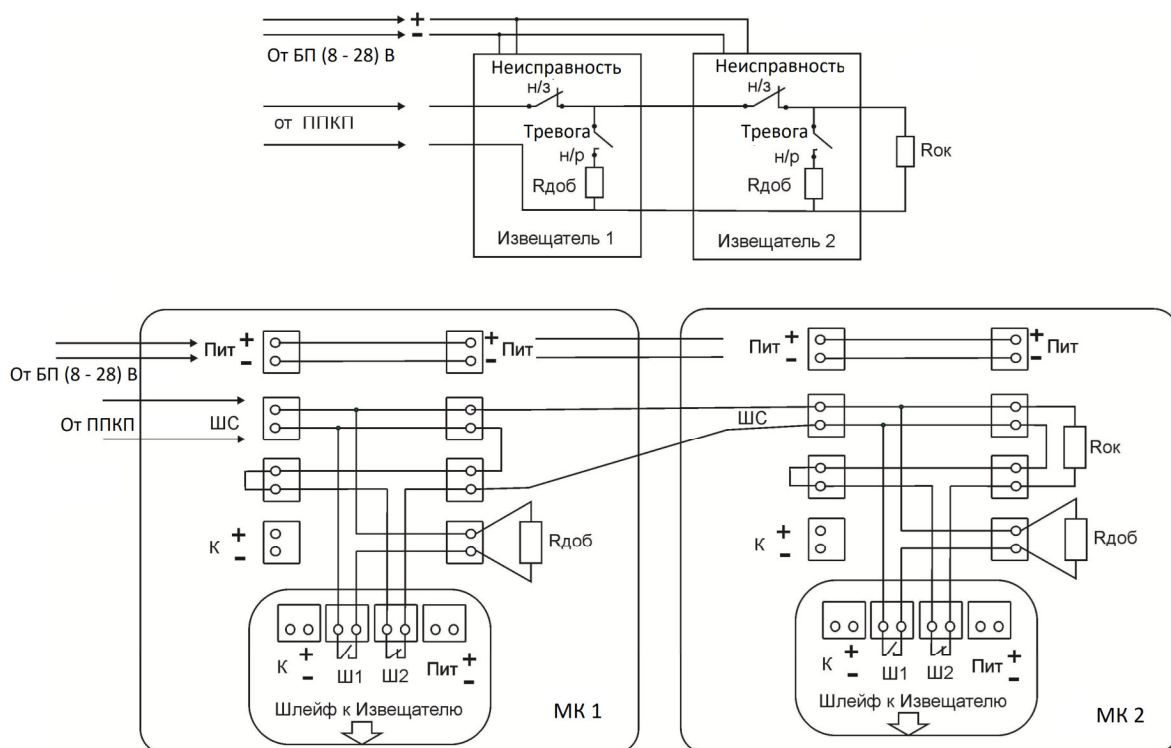 +
-
От БП (8 - 28) В
от ППКП
Неисправность
н/з
Тревога
н/р
Rдоб
Извещатель 1
Неисправность
н/з
Тревога
н/р
Rдоб
Извещатель 2
Rок
От БП (8 - 28) В
От ППКП
Пит + -
+ - Пит
ШС
К + -
Rдоб
К + -
Ш1
Ш2
Пит + -
Шлейф к Извещателю
МК 1
Пит + -
+ - Пит
ШС
Rок
К + -
Rдоб
К + -
Ш1
Ш2
Пит + -
Шлейф к Извещателю
МК 2